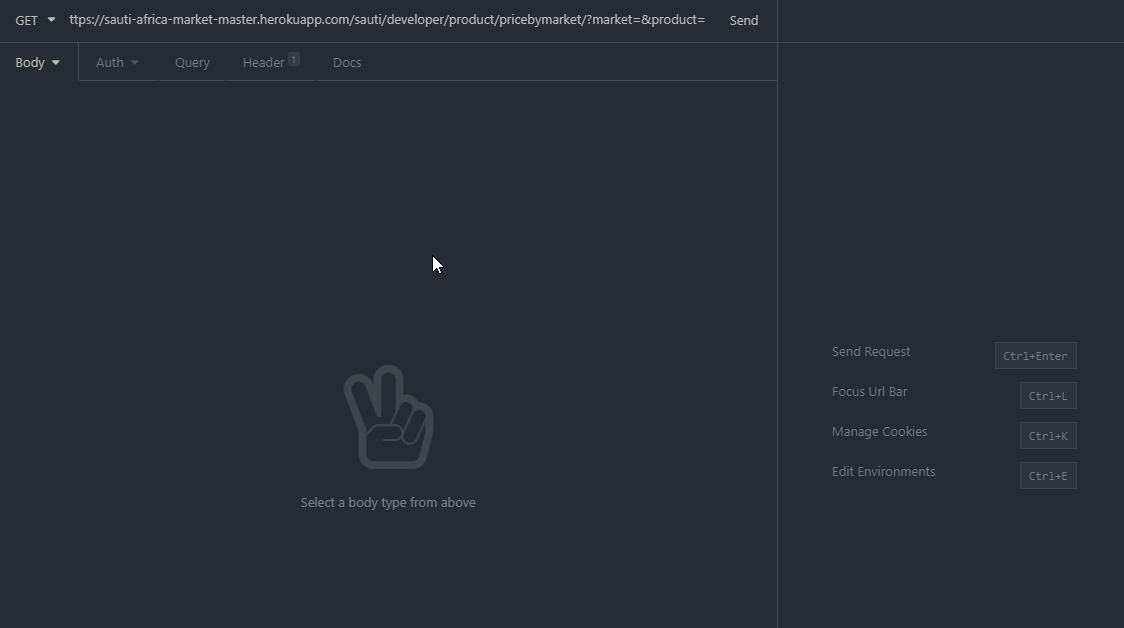 GET ttps://sauti-africa-market-master.herokuapp.com/sauti/developer/product/pricebymarket/?market=&product= Send
Body Auth Query Header 1 Docs
Send Request Ctrl+Enter
Focus Url Bar Ctrl+L
Manage Cookies Ctrl+K
Edit Environments Ctrl+E
Select a body type from above